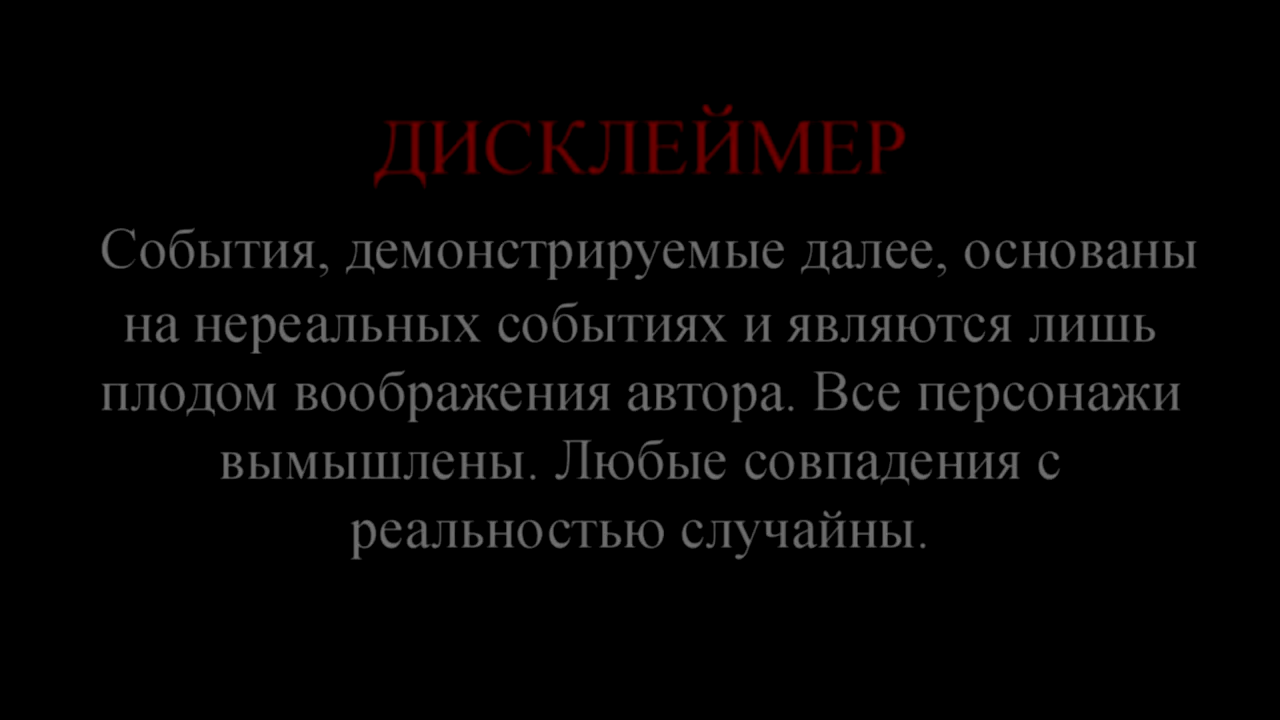 ДИСКЛЕЙМЕР
События, демонстрируемые далее, основаны
на нереальных событиях и являются лишь
плодом воображения автора. Все персонажи
вымышлены. Любые совпадения с
реальностью случайны.